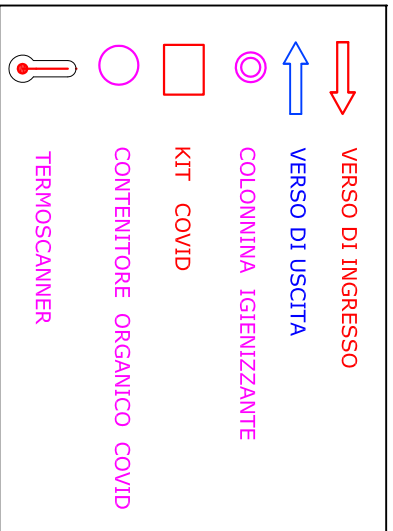 VERSO DI INGRESSO
VERSO DI USCITA
COLONNINA IGIENIZZANTE
KIT COVID
CONTENITORE ORGANICO COVID
TERMOSCANNER